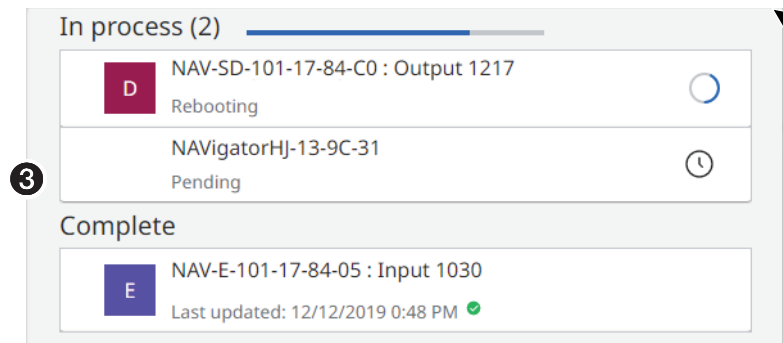 In process (2)
D
NAV-SD-101-17-84-C0 : Output 1217
Rebooting
NAVigatorHJ-13-9C-31
Pending
3
Complete
E
NAV-E-101-17-84-05 : Input 1030
Last updated: 12/12/2019 0:48 PM